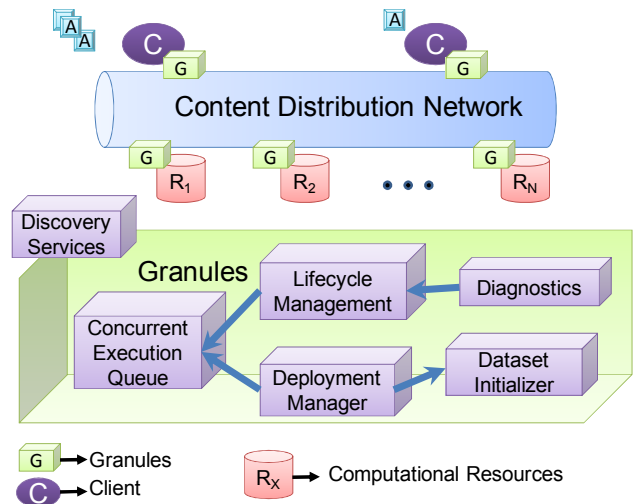 A
A
A
C
G
C
G
Content Distribution Network
G
R1
G
R2
...
G
RN
Discovery
Services
Granules
Lifecycle
Management
Diagnostics
Concurrent
Execution
Queue
Deployment
Manager
Dataset
Initializer
G Granules
C Client
RX Computational Resources